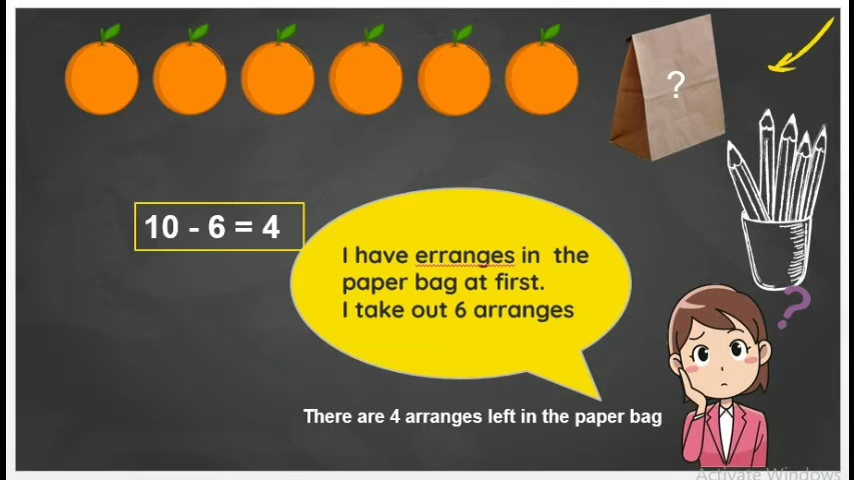 ?
10 - 6 = 4
I have erranges in the
paper bag at first.
I take out 6 arranges
?
There are 4 arranges left in the paper bag
Activate Windows